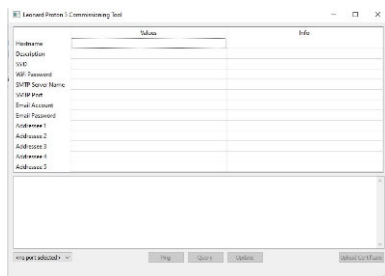 Leonard Proton 3 Commissioning Tool
Values Info
Hostname
Description
SSID
WiFi Password
SMTP Server Name
SMTP Port
Email Account
Email Password
Addressee 1
Addressee 2
Addressee 3
Addressee 4
Addressee 5
<no port selected> Ping Query Update Upload Certificate